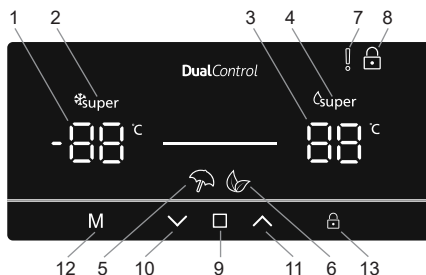 1 2 3 4 7 8
DualControl
super super
-88 °C 88 °C
M
12 5 10 9 11 6 13